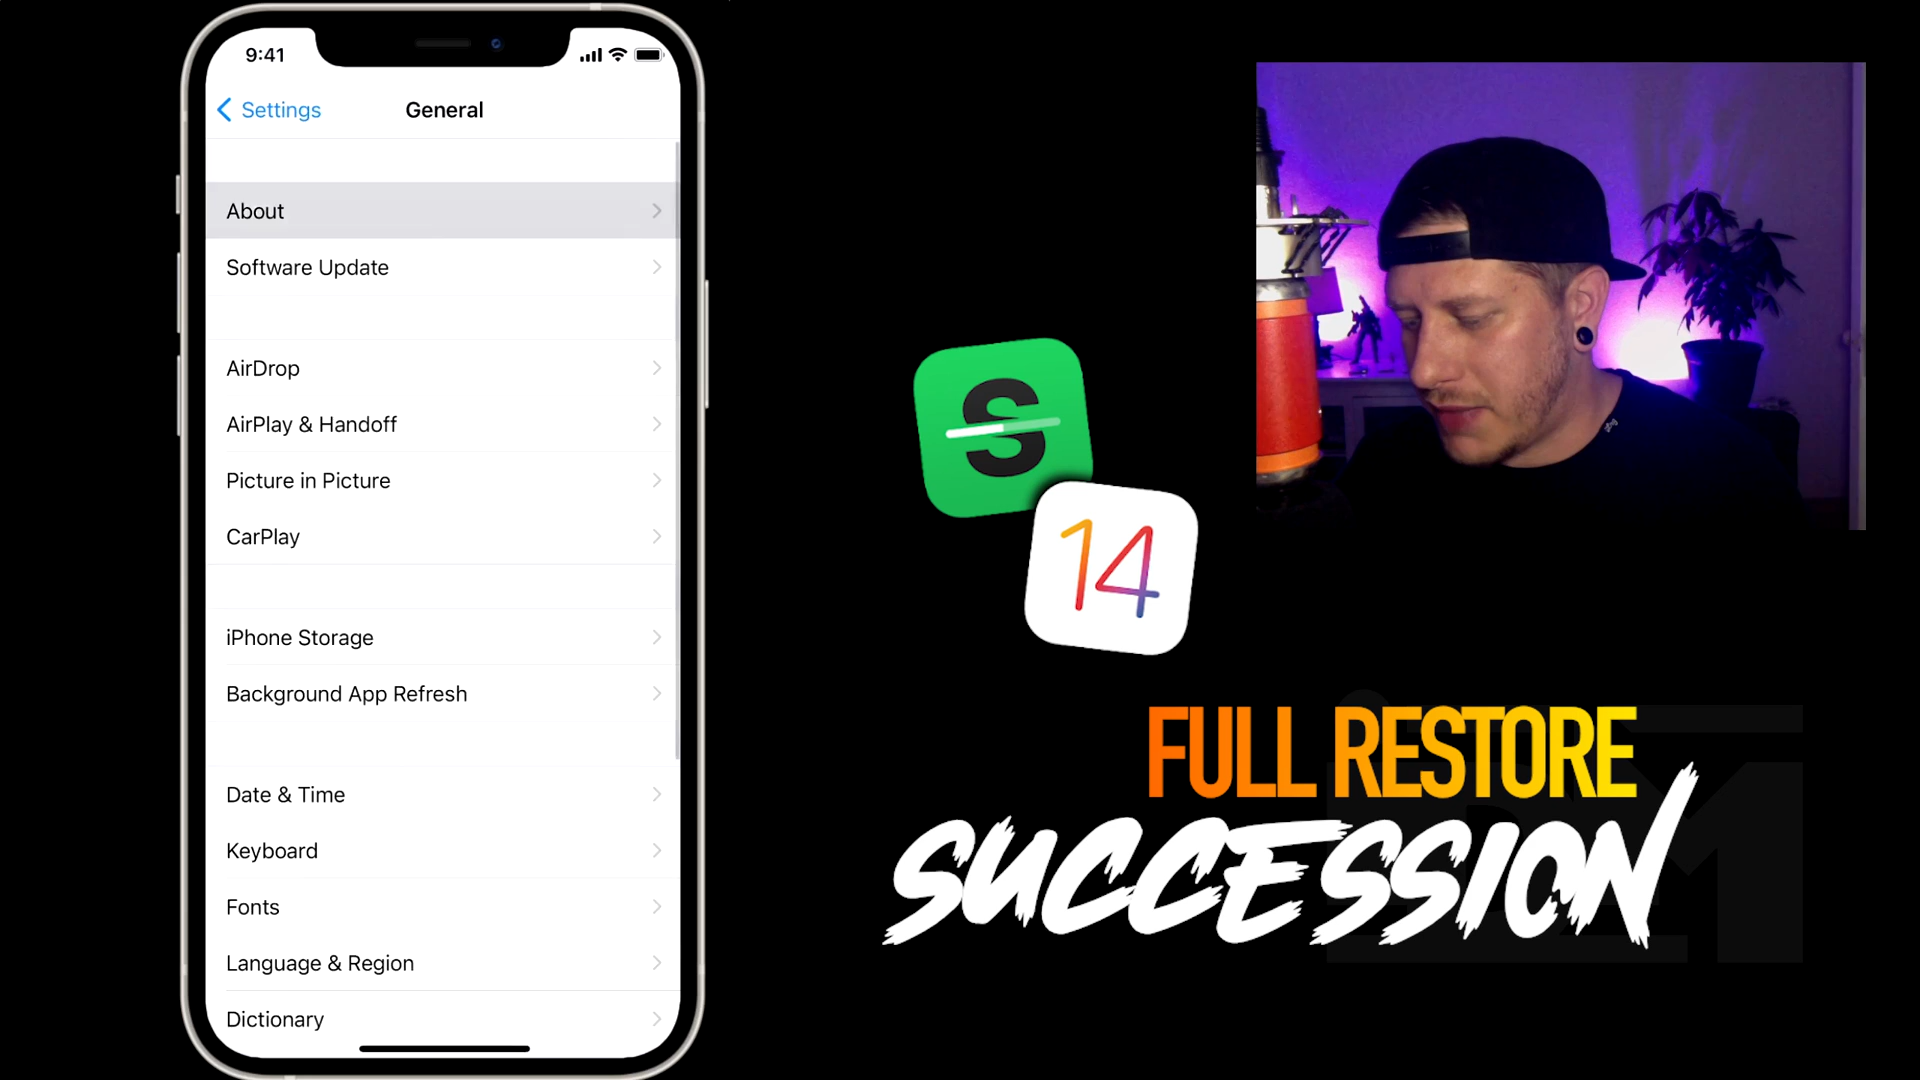 9:41
Settings
General
About
Software Update
AirDrop
AirPlay & Handoff
Picture in Picture
CarPlay
iPhone Storage
Background App Refresh
Date & Time
Keyboard
Fonts
Language & Region
Dictionary
S
14
FULL RESTORE
SUCCESSION